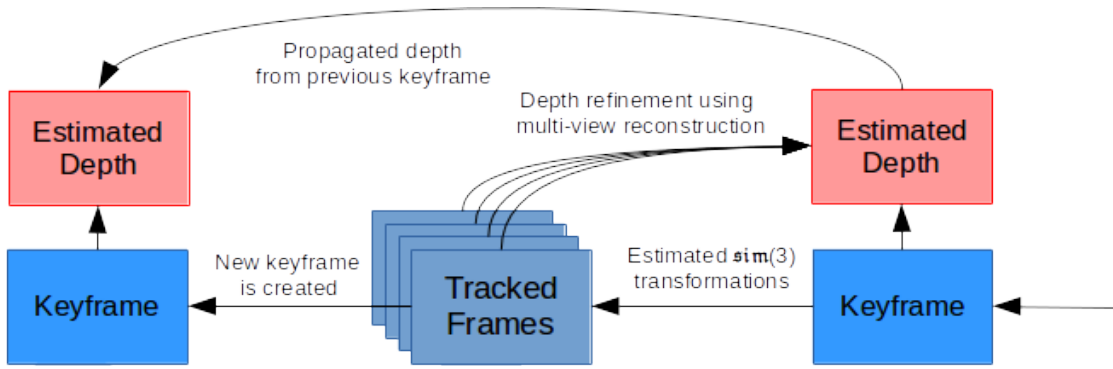 Propagated depth
from previous keyframe
Estimated
Depth
Depth refinement using
multi-view reconstruction
Estimated
Depth
Keyframe
New keyframe
is created
Tracked
Frames
Estimated 𝖘𝖎𝖒(3)
transformations
Keyframe